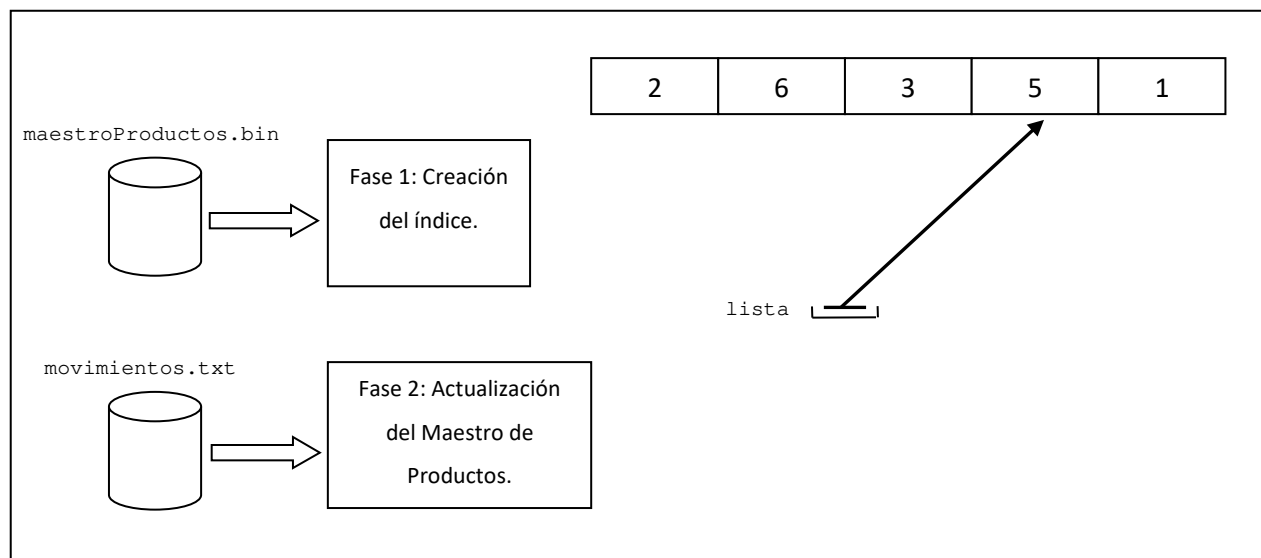 2 6 3 5 1
maestroProductos.bin
Fase 1: Creación
del índice.
lista
movimientos.txt
Fase 2: Actualización
del Maestro de
Productos.